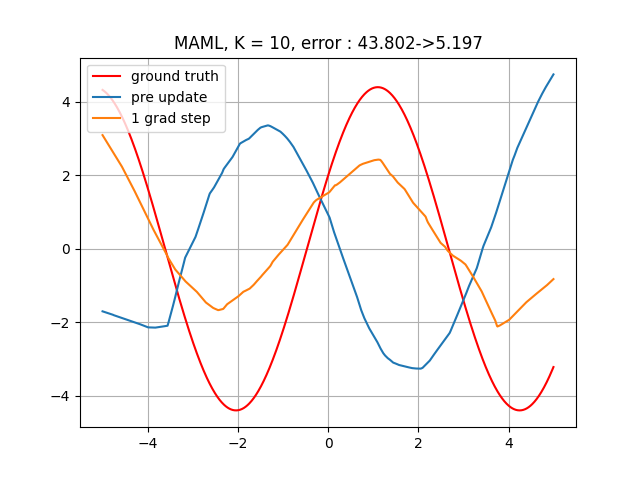 MAML, K = 10, error : 43.802->5.197
ground truth
pre update
1 grad step
4
2
0
−2
−4
−4
−2
0
2
4